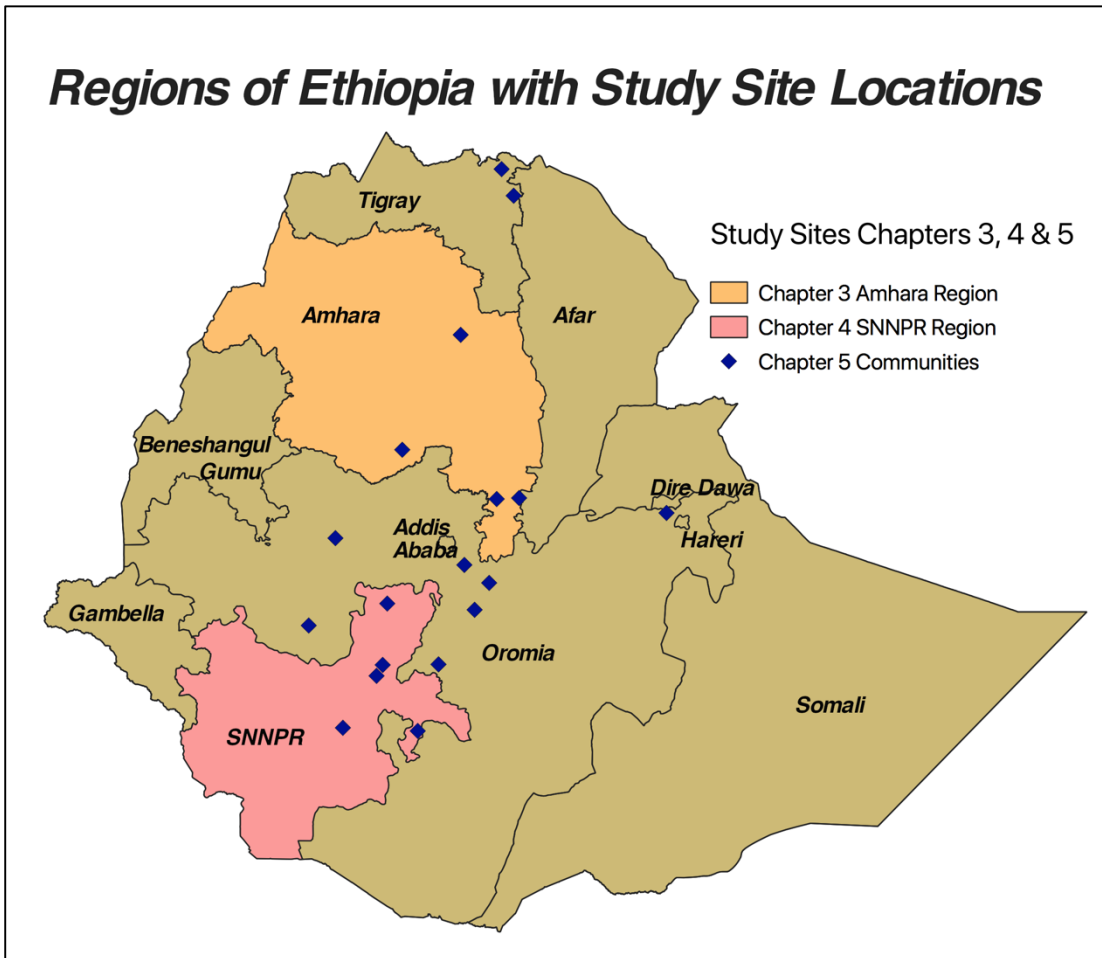 Regions of Ethiopia with Study Site Locations
Tigray
Study Sites Chapters 3, 4 & 5
Chapter 3 Amhara Region
Amhara
Afar
Chapter 4 SNNPR Region
Chapter 5 Communities
Beneshangul
Gumu
Dire Dawa
Addis
Ababa
Hareri
Gambella
Oromia
Somali
SNNPR